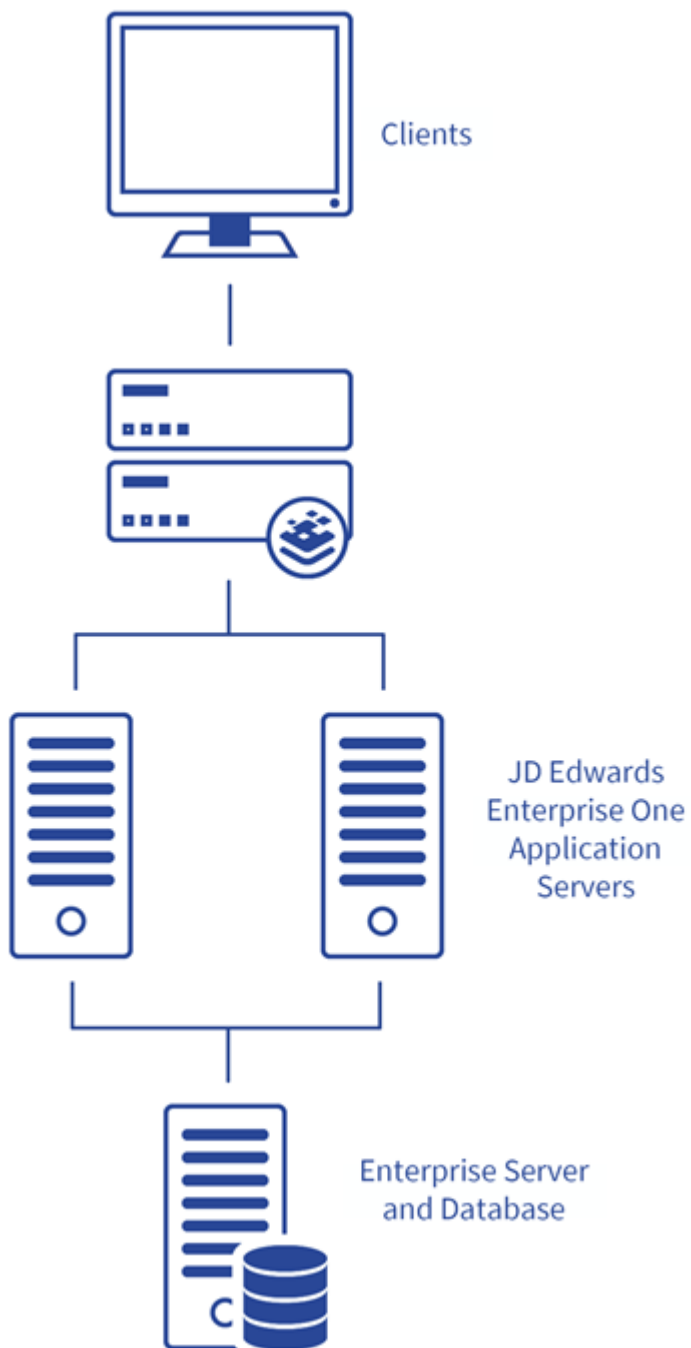 Clients
JD Edwards
Enterprise One
Application
Servers
Enterprise Server
and Database